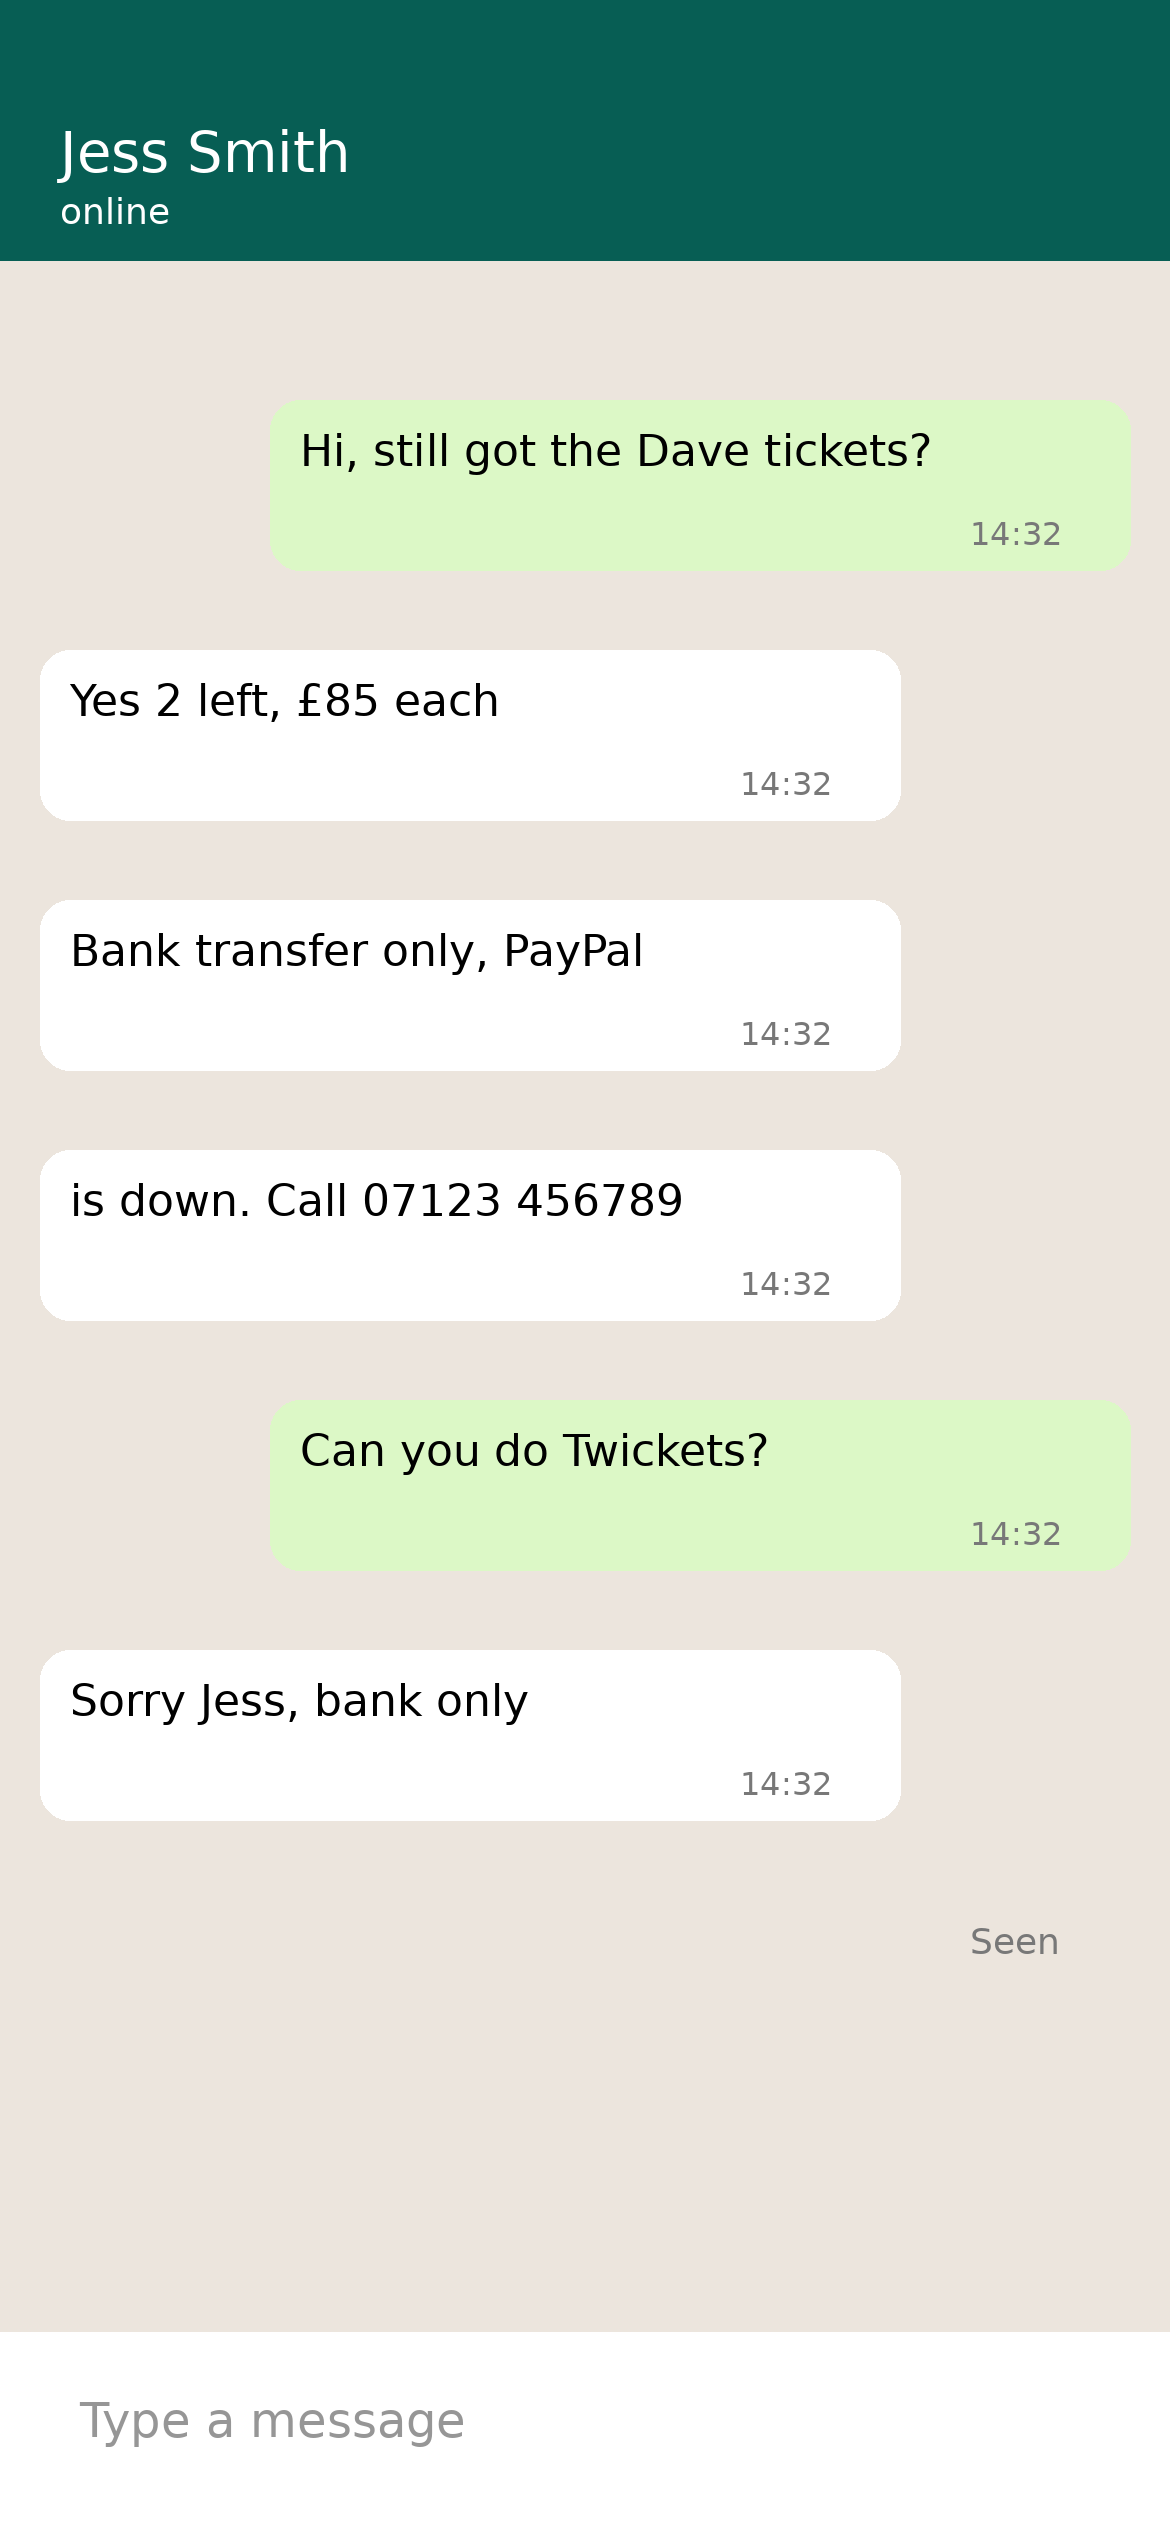 Jess Smith
online
Hi, still got the Dave tickets?
14:32
Yes 2 left, £85 each
14:32
Bank transfer only, PayPal
14:32
is down. Call 07123 456789
14:32
Can you do Twickets?
14:32
Sorry Jess, bank only
14:32
Seen
Type a message